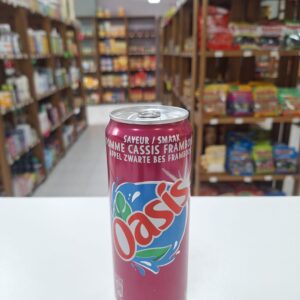 SAVEUR / SMAAK
POMME CASSIS FRAMBOISE
APPEL ZWARTE BES FRAMBOOS
Oasis